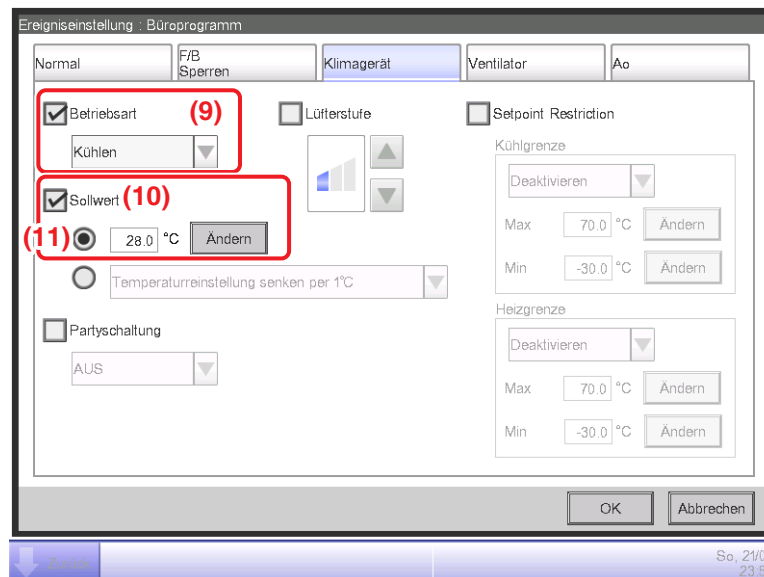 Ereigniseinstellung : Büroprogramm
Normal
F/B
Sperren
Klimagerät
Ventilator
Ao
Betriebsart (9)
Lüfterstufe
Setpoint Restriction
Kühlen
Kühlgrenze
Deaktivieren
Sollwert (10)
Max 70.0 °C Ändern
(11) 28.0 °C Ändern
Min -30.0 °C Ändern
Temperaturreinstellung senken per 1°C
Heizgrenze
Partyschaltung
Deaktivieren
AUS
Max 70.0 °C Ändern
Min -30.0 °C Ändern
OK Abbrechen
Zurück
So, 21/0
23:5